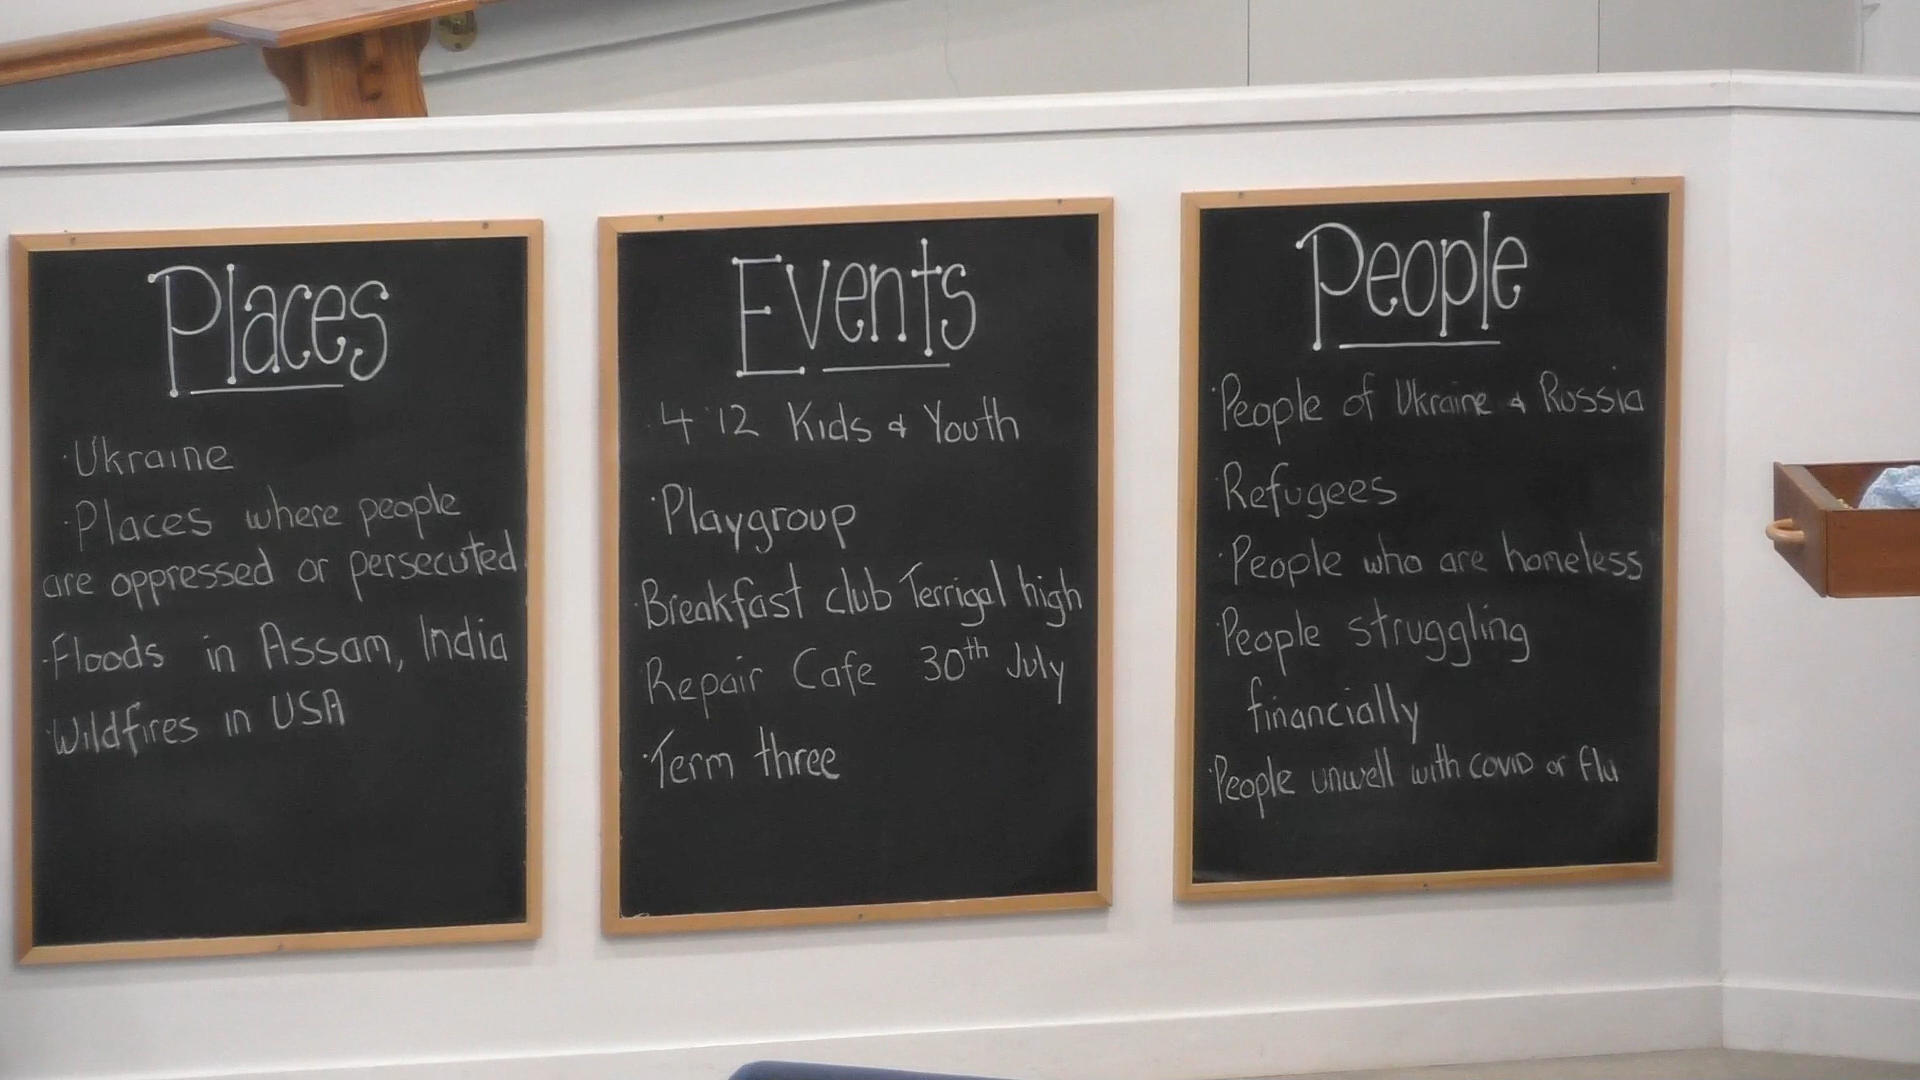 Places
·Ukraine
·Places where people
are oppressed or persecuted
·Floods in Assam, India
·Wildfires in USA
Events
·4 12 Kids & Youth
·Playgroup
·Breakfast club Terrigal high
Repair Cafe 30th July
·Term three
People
·People of Ukraine & Russia
·Refugees
·People who are homeless
·People struggling
financially
·People unwell with COVID or flu